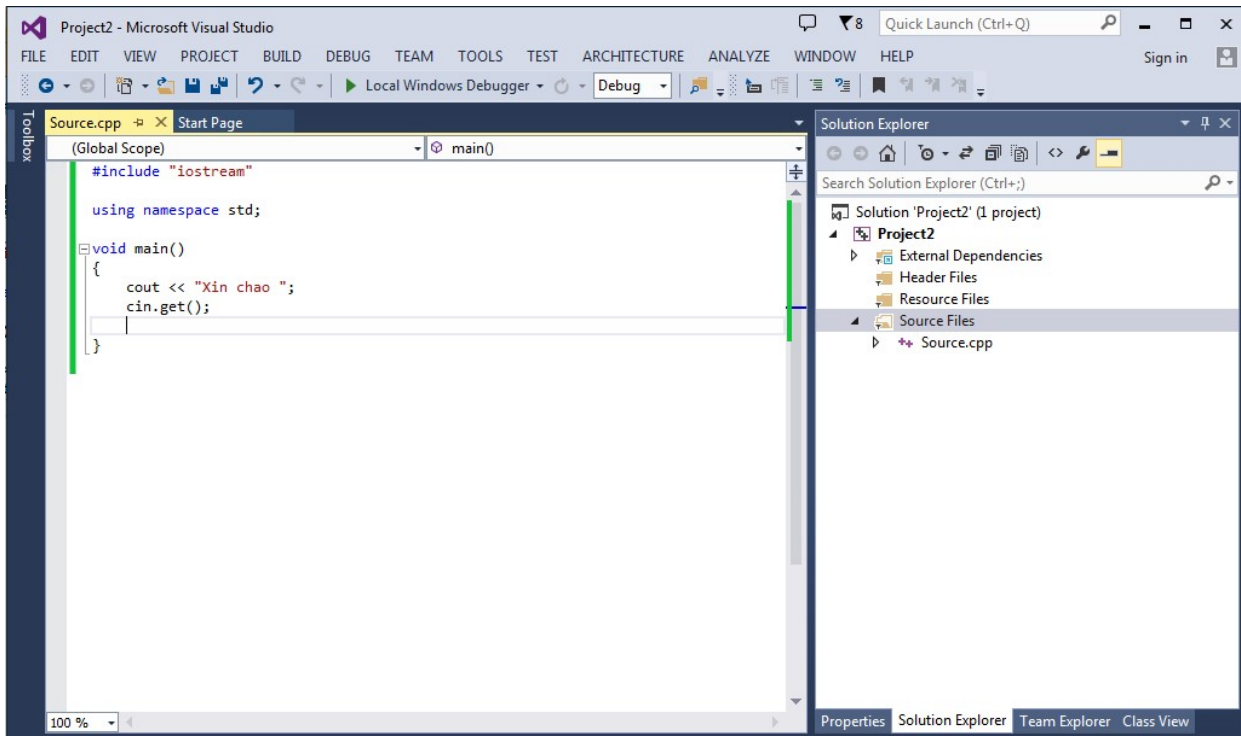 Project2 - Microsoft Visual Studio
8
Quick Launch (Ctrl+Q)
FILE EDIT VIEW PROJECT BUILD DEBUG TEAM TOOLS TEST ARCHITECTURE ANALYZE WINDOW HELP Sign in
Local Windows Debugger Debug
Toolbox
Source.cpp Start Page
(Global Scope) main()
#include "iostream"
using namespace std;
void main()
{
cout << "Xin chao ";
cin.get();
}
100 %
Solution Explorer
Search Solution Explorer (Ctrl+;)
Solution 'Project2' (1 project)
Project2
External Dependencies
Header Files
Resource Files
Source Files
Source.cpp
Properties Solution Explorer Team Explorer Class View